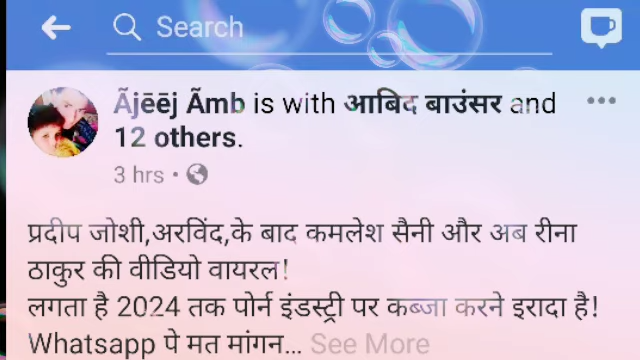 Search
Ãjēēj Ãmb is with आबिद बाउंसर and
12 others.
3 hrs •
प्रदीप जोशी,अरविंद,के बाद कमलेश सैनी और अब रीना
ठाकुर की वीडियो वायरल!
लगता है 2024 तक पोर्न इंडस्ट्री पर कब्जा करने इरादा है!
Whatsapp पे मत मांगन... See More